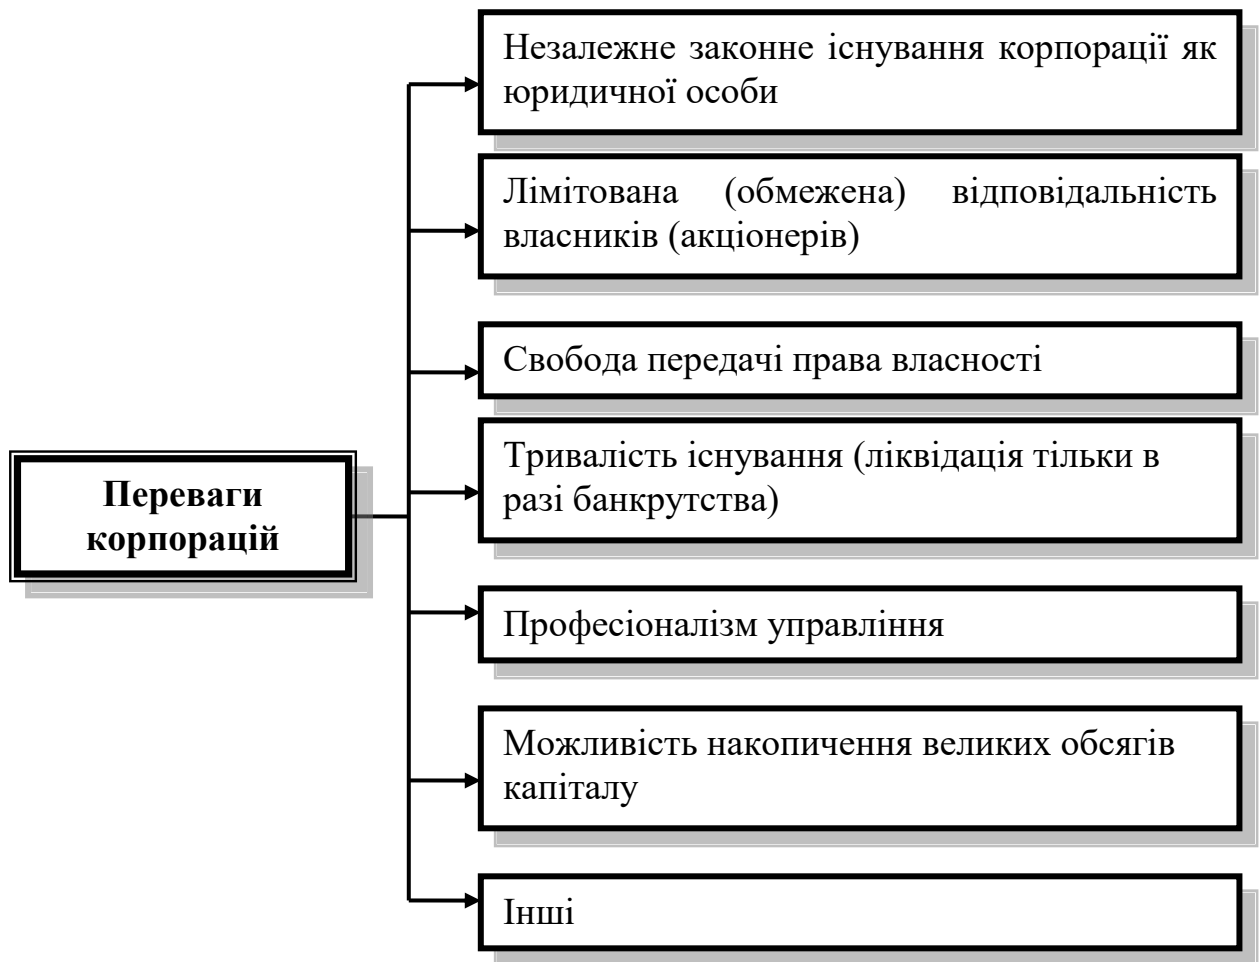 Незалежне законне існування корпорації як
юридичної особи
Лімітована (обмежена) відповідальність
власників (акціонерів)
Свобода передачі права власності
Тривалість існування (ліквідація тільки в
разі банкрутства)
Переваги
корпорацій
Професіоналізм управління
Можливість накопичення великих обсягів
капіталу
Інші